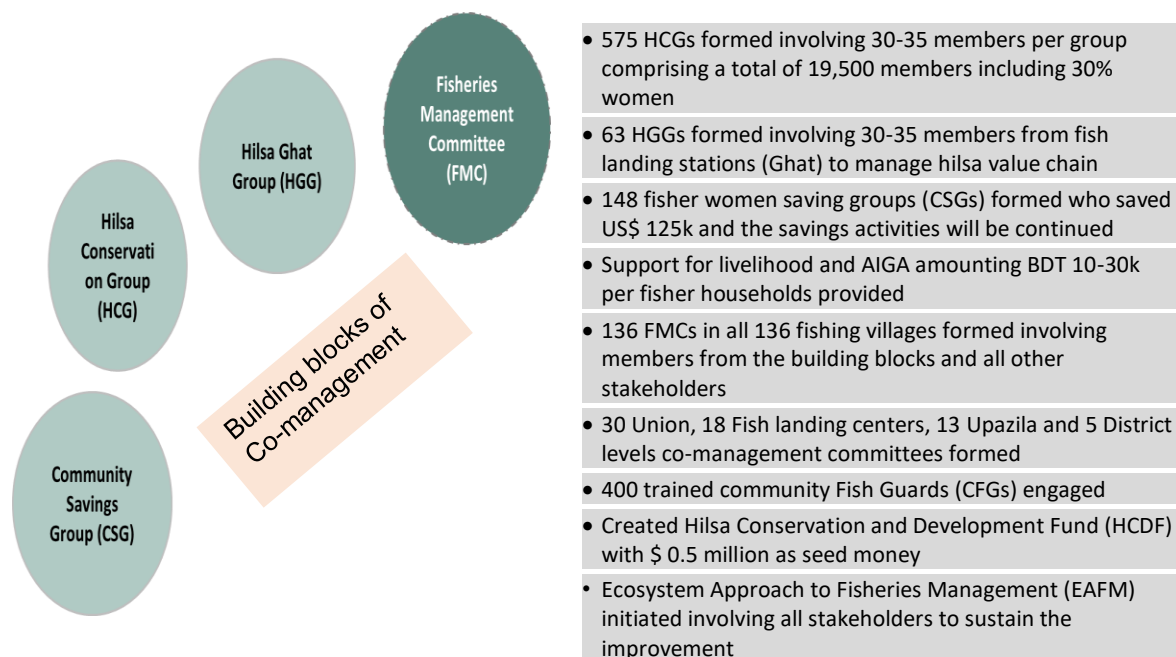 Fisheries
Management
Committee
(FMC)
Hilsa Ghat
Group (HGG)
Hilsa
Conservati
on Group
(HCG)
Community
Savings
Group (CSG)
Building blocks of
Co-management
• 575 HCGs formed involving 30-35 members per group
comprising a total of 19,500 members including 30%
women
• 63 HGGs formed involving 30-35 members from fish
landing stations (Ghat) to manage hilsa value chain
• 148 fisher women saving groups (CSGs) formed who saved
US$ 125k and the savings activities will be continued
• Support for livelihood and AIGA amounting BDT 10-30k
per fisher households provided
• 136 FMCs in all 136 fishing villages formed involving
members from the building blocks and all other
stakeholders
• 30 Union, 18 Fish landing centers, 13 Upazila and 5 District
levels co-management committees formed
• 400 trained community Fish Guards (CFGs) engaged
• Created Hilsa Conservation and Development Fund (HCDF)
with $ 0.5 million as seed money
• Ecosystem Approach to Fisheries Management (EAFM)
initiated involving all stakeholders to sustain the
improvement